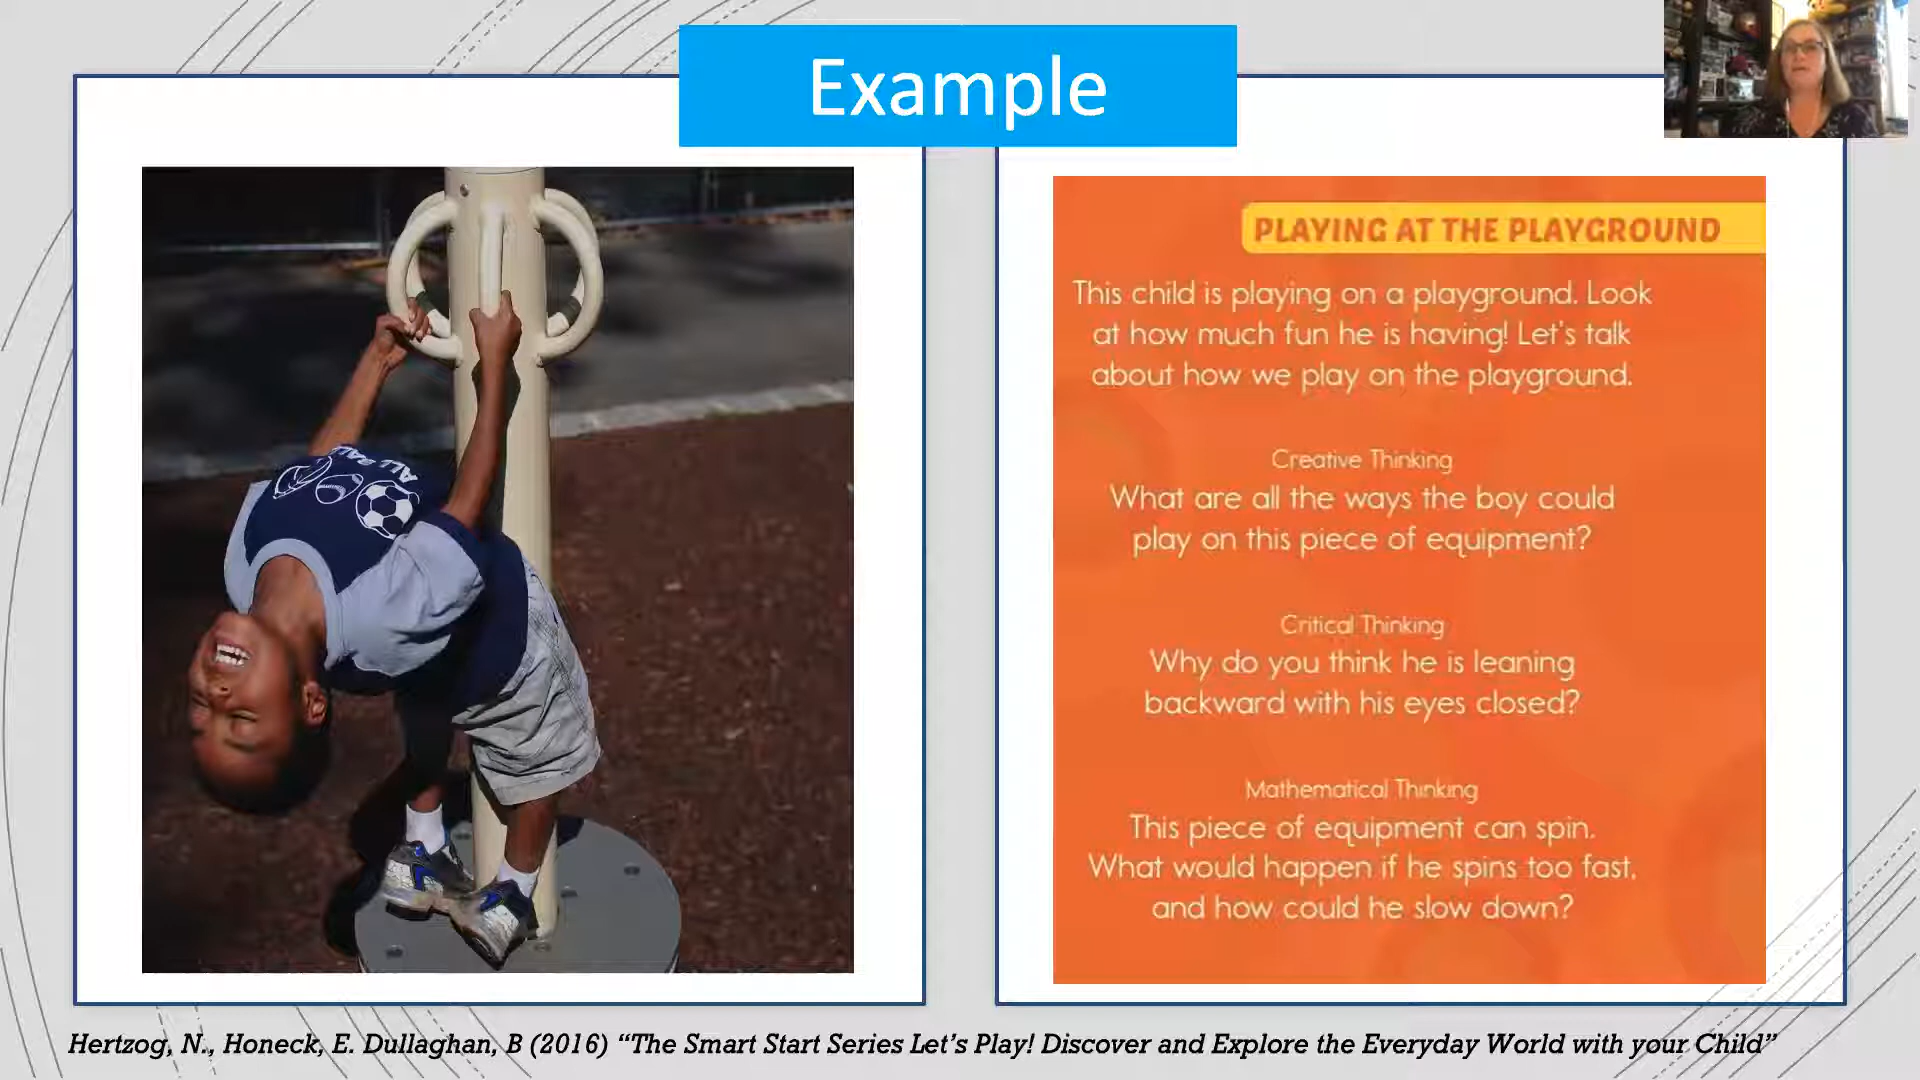 Example
ALL BALL
PLAYING AT THE PLAYGROUND
This child is playing on a playground. Look
at how much fun he is having! Let's talk
about how we play on the playground.
Creative Thinking
What are all the ways the boy could
play on this piece of equipment?
Critical Thinking
Why do you think he is leaning
backward with his eyes closed?
Mathematical Thinking
This piece of equipment can spin.
What would happen if he spins too fast,
and how could he slow down?
Hertzog, N., Honeck, E. Dullaghan, B (2016) “The Smart Start Series Let’s Play! Discover and Explore the Everyday World with your Child”